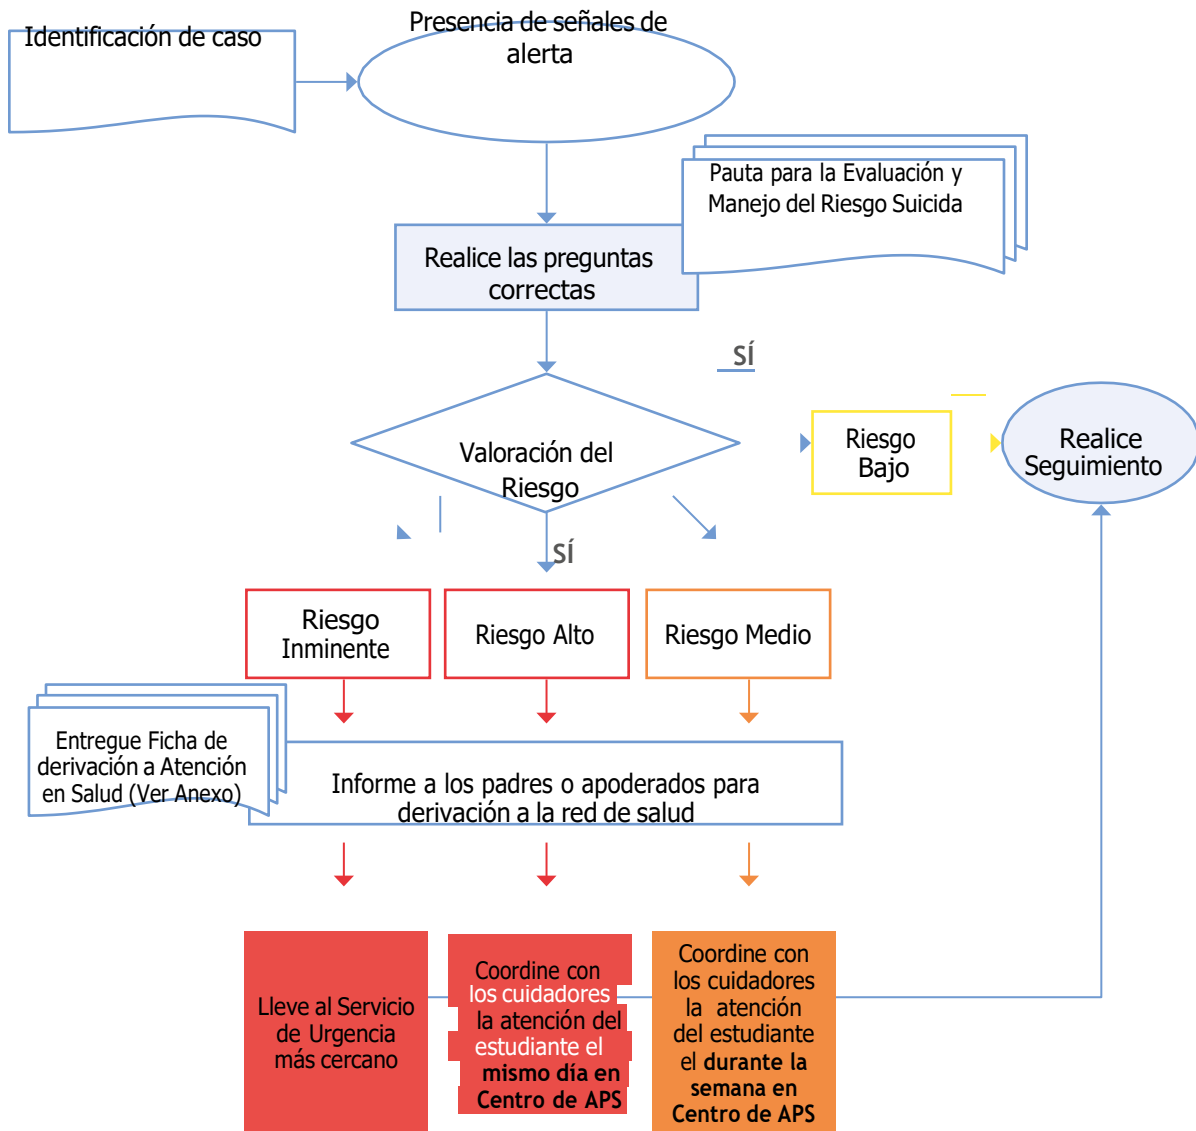 Identificación de caso
Presencia de señales de
alerta
Pauta para la Evaluación y
Manejo del Riesgo Suicida
Realice las preguntas
correctas
SÍ
Valoración del
Riesgo
Riesgo
Bajo
Realice
Seguimiento
SÍ
Riesgo
Inminente
Riesgo Alto
Riesgo Medio
Entregue Ficha de
derivación a Atención
en Salud (Ver Anexo)
Informe a los padres o apoderados para
derivación a la red de salud
Lleve al Servicio
de Urgencia
más cercano
Coordine con
los cuidadores
la atención del
estudiante el
mismo día en
Centro de APS
Coordine con
los cuidadores
la atención
del estudiante
el durante la
semana en
Centro de APS